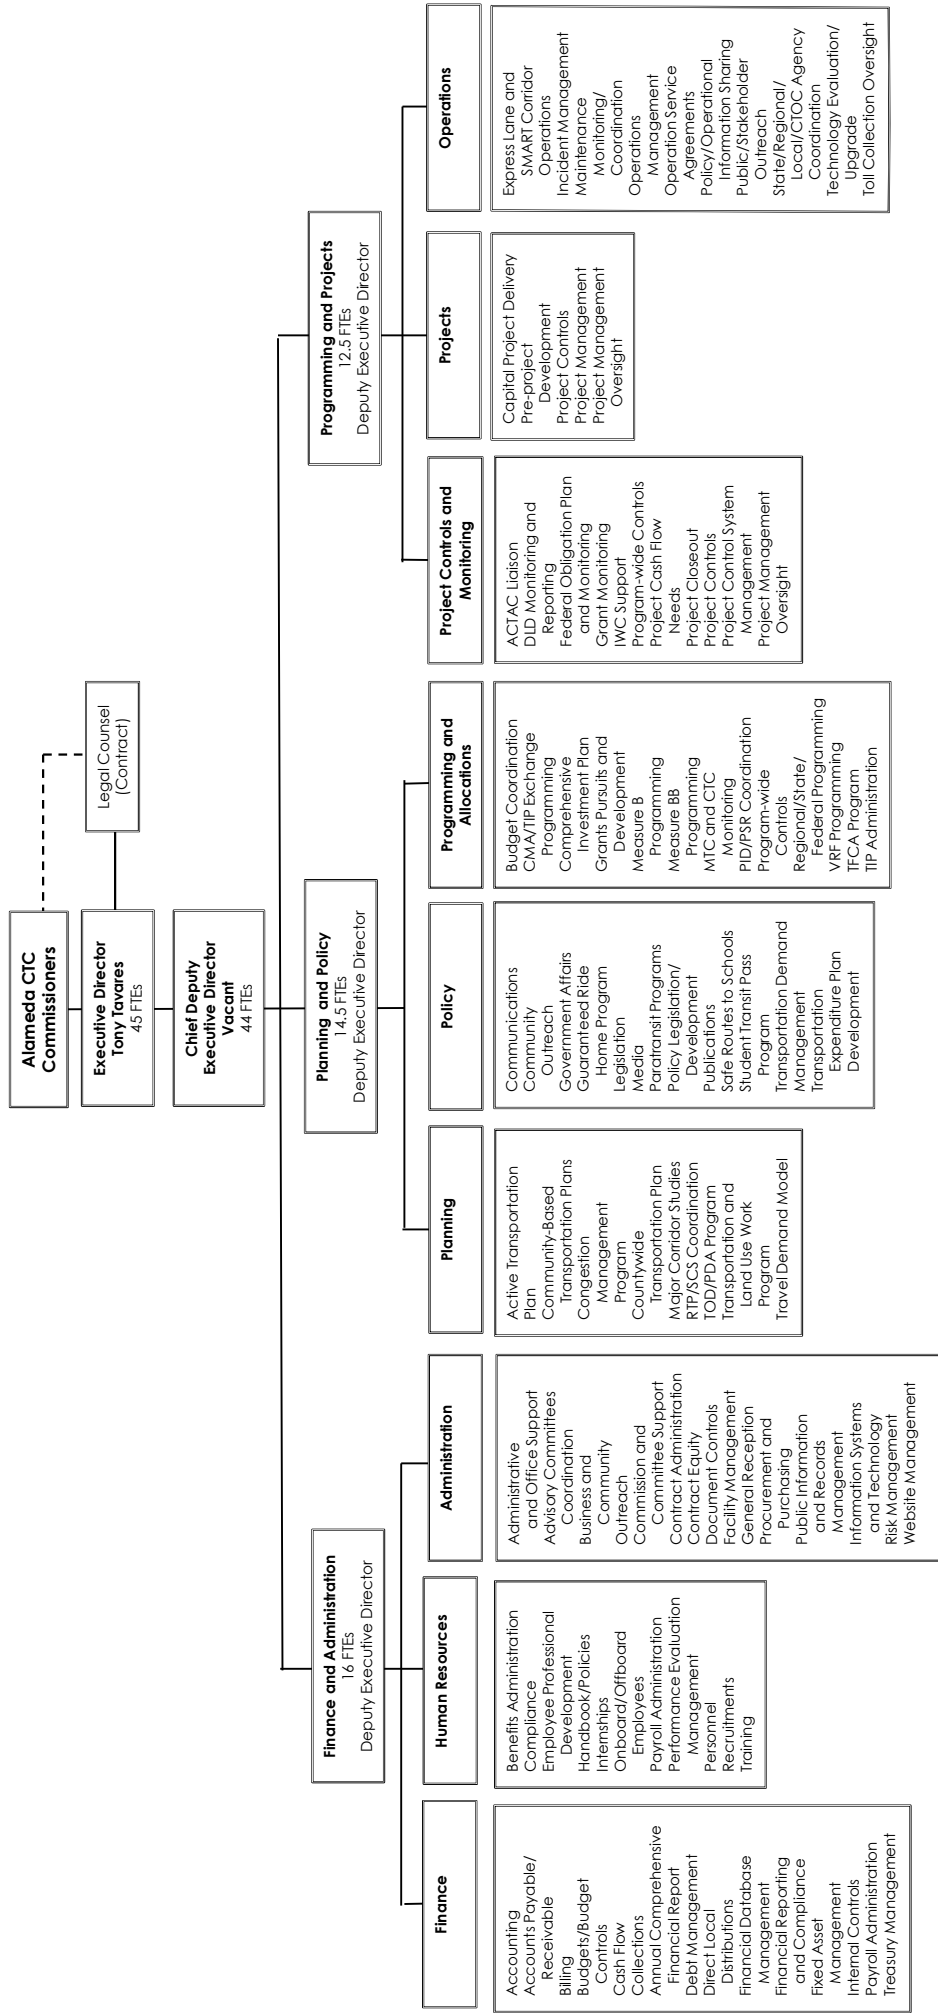 Alameda CTC
Commissioners
Executive Director
Tony Tavares
45 FTEs
Legal Counsel
(Contract)
Chief Deputy
Executive Director
Vacant
44 FTEs
Finance and Administration
16 FTEs
Deputy Executive Director
Planning and Policy
14.5 FTEs
Deputy Executive Director
Programming and Projects
12.5 FTEs
Deputy Executive Director
Finance
Accounting
Accounts Payable/
Receivable
Billing
Budgets/Budget
Controls
Cash Flow
Collections
Annual Comprehensive
Financial Report
Debt Management
Direct Local
Distributions
Financial Database
Management
Financial Reporting
and Compliance
Fixed Asset
Management
Internal Controls
Payroll Administration
Treasury Management
Human Resources
Benefits Administration
Compliance
Employee Professional
Development
Handbook/Policies
Internships
Onboard/Offboard
Employees
Payroll Administration
Performance Evaluation
Management
Personnel
Recruitments
Training
Administration
Administrative
and Office Support
Advisory Committees
Coordination
Business and
Community
Outreach
Commission and
Committee Support
Contract Administration
Contract Equity
Document Controls
Facility Management
General Reception
Procurement and
Purchasing
Public Information
and Records
Management
Information Systems
and Technology
Risk Management
Website Management
Planning
Active Transportation
Plan
Community-Based
Transportation Plans
Congestion
Management
Program
Countywide
Transportation Plan
Major Corridor Studies
RTP/SCS Coordination
TOD/PDA Program
Transportation and
Land Use Work
Program
Travel Demand Model
Policy
Communications
Community
Outreach
Government Affairs
Guaranteed Ride
Home Program
Legislation
Media
Paratransit Programs
Policy Legislation/
Development
Publications
Safe Routes to Schools
Student Transit Pass
Program
Transportation Demand
Management
Transportation
Expenditure Plan
Development
Programming and
Allocations
Budget Coordination
CMA/TIP Exchange
Programming
Comprehensive
Investment Plan
Grants Pursuits and
Development
Measure B
Programming
Measure BB
Programming
MTC and CTC
Monitoring
PID/PSR Coordination
Program-wide
Controls
Regional/State/
Federal Programming
VRF Programming
TFCA Program
TIP Administration
Project Controls and
Monitoring
ACTAC Liaison
DLD Monitoring and
Reporting
Federal Obligation Plan
and Monitoring
Grant Monitoring
IWC Support
Program-wide Controls
Project Cash Flow
Needs
Project Closeout
Project Controls
Project Control System
Management
Project Management
Oversight
Projects
Capital Project Delivery
Pre-project
Development
Project Controls
Project Management
Project Management
Oversight
Operations
Express Lane and
SMART Corridor
Operations
Incident Management
Maintenance
Monitoring/
Coordination
Operations
Management
Operation Service
Agreements
Policy/Operational
Information Sharing
Public/Stakeholder
Outreach
State/Regional/
Local/CTOC Agency
Coordination
Technology Evaluation/
Upgrade
Toll Collection Oversight